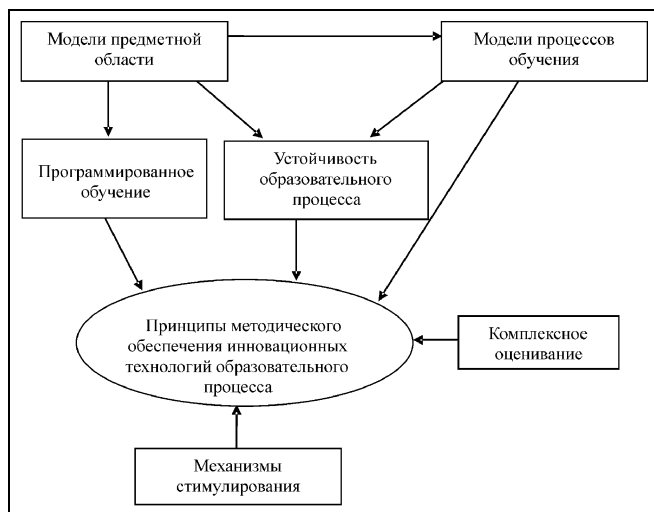 Модели предметной
области
Модели процессов
обучения
Программированное
обучение
Устойчивость
образовательного
процесса
Принципы методического
обеспечения инновационных
технологий образовательного
процесса
Комплексное
оценивание
Механизмы
стимулирования